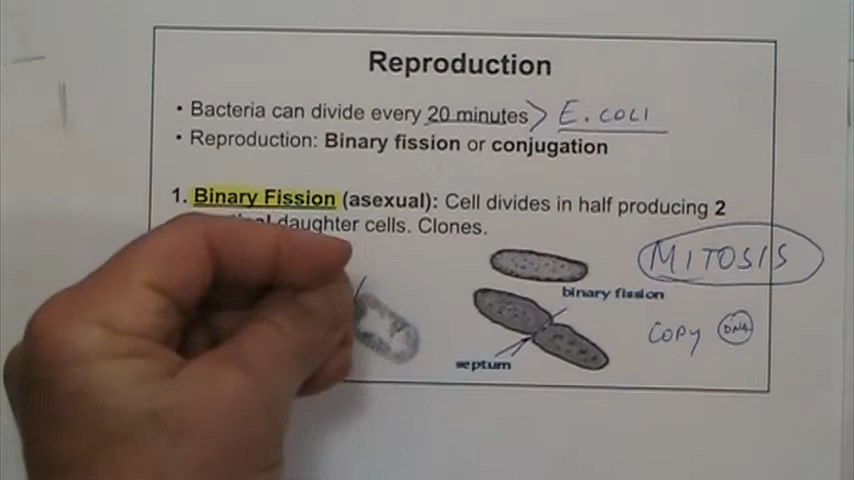 Reproduction
• Bacteria can divide every 20 minutes > E. COLI
• Reproduction: Binary fission or conjugation
1. Binary Fission (asexual): Cell divides in half producing 2
daughter cells. Clones.
MITOSIS
binary fission
COPY DNA
septum